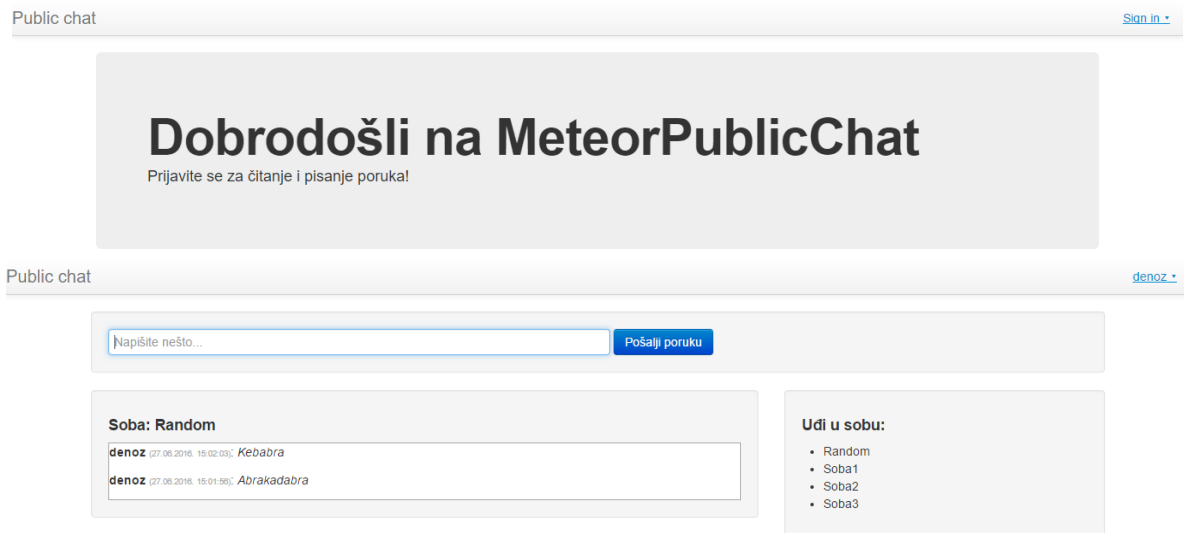 Public chat
Sign in ▾
Dobrodošli na MeteorPublicChat
Prijavite se za čitanje i pisanje poruka!
Public chat
denoz ▾
Napišite nešto...
Pošalji poruku
Soba: Random
denoz (27.06.2016. 15:02:03): Kebabra
denoz (27.06.2016. 15:01:56): Abrakadabra
Uđi u sobu:
• Random
• Soba1
• Soba2
• Soba3